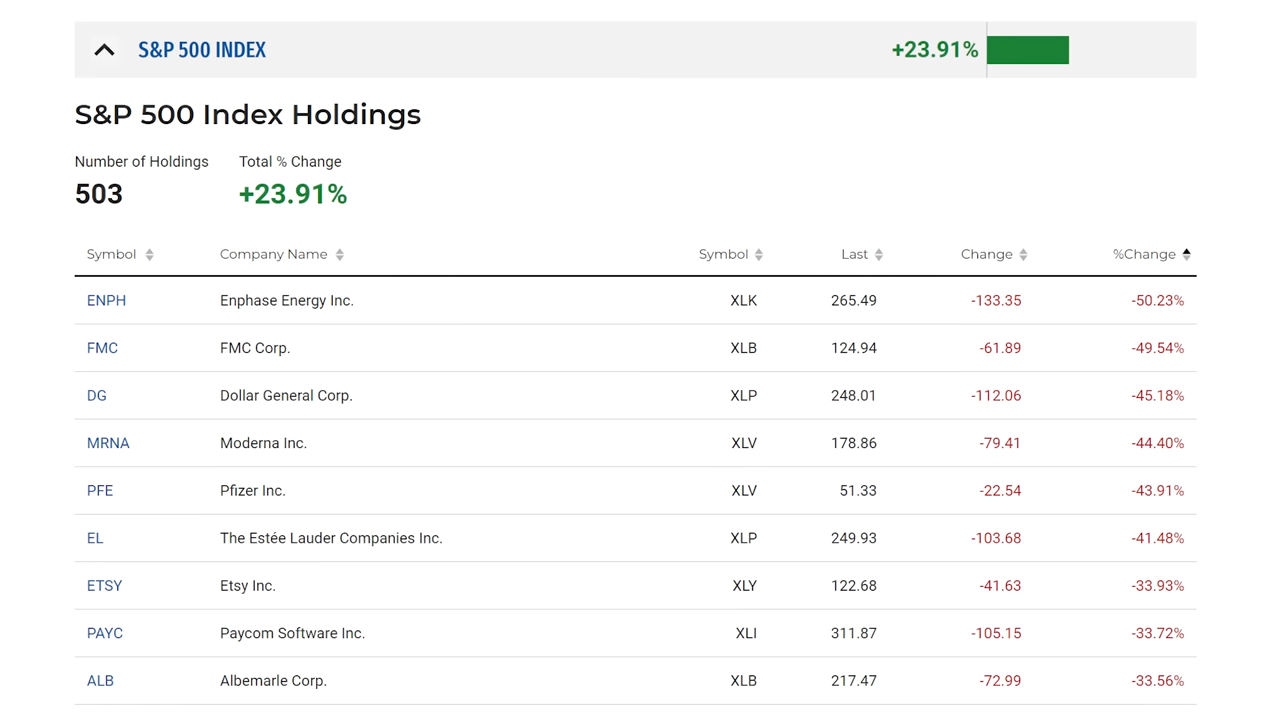 S&P 500 INDEX +23.91%
S&P 500 Index Holdings
Number of Holdings Total % Change
503 +23.91%
Symbol Company Name Symbol Last Change %Change
ENPH Enphase Energy Inc. XLK 265.49 -133.35 -50.23%
FMC FMC Corp. XLB 124.94 -61.89 -49.54%
DG Dollar General Corp. XLP 248.01 -112.06 -45.18%
MRNA Moderna Inc. XLV 178.86 -79.41 -44.40%
PFE Pfizer Inc. XLV 51.33 -22.54 -43.91%
EL The Estée Lauder Companies Inc. XLP 249.93 -103.68 -41.48%
ETSY Etsy Inc. XLY 122.68 -41.63 -33.93%
PAYC Paycom Software Inc. XLI 311.87 -105.15 -33.72%
ALB Albemarle Corp. XLB 217.47 -72.99 -33.56%